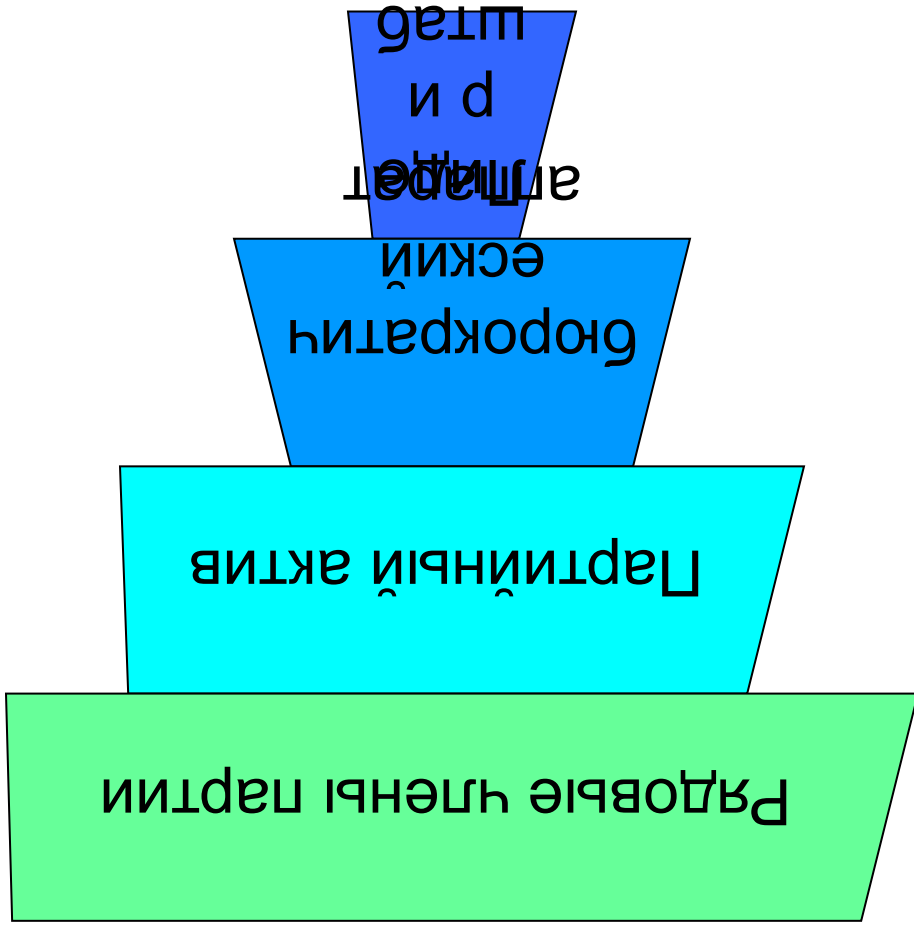 Рядовые члены партии
Партийный актив
бюрократич
еский
аппарат
Лиде
р и
штаб